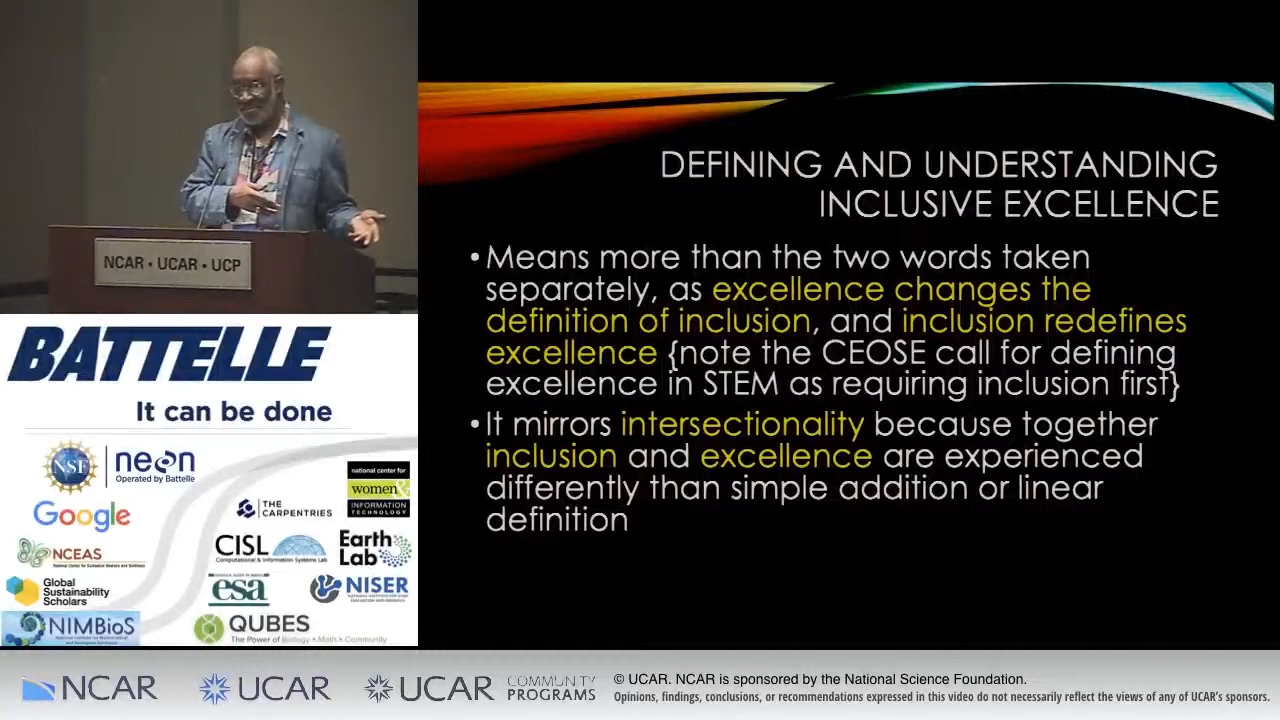 NCAR • UCAR • UCP
DEFINING AND UNDERSTANDING
INCLUSIVE EXCELLENCE
• Means more than the two words taken
separately, as excellence changes the
definition of inclusion, and inclusion redefines
excellence {note the CEOSE call for defining
excellence in STEM as requiring inclusion first}
• It mirrors intersectionality because together
inclusion and excellence are experienced
differently than simple addition or linear
definition
BATTELLE
It can be done
NSF
neon
Operated by Battelle
national center for
women &
INFORMATION
TECHNOLOGY
Google
THE
CARPENTRIES
NCEAS
CISL
Computational & Information Systems Lab
Earth
Lab
Global
Sustainability
Scholars
esa
NISER
NIMBioS
QUBES
The Power of Biology × Math × Community
NCAR
UCAR
UCAR
COMMUNITY
PROGRAMS
© UCAR. NCAR is sponsored by the National Science Foundation.
Opinions, findings, conclusions, or recommendations expressed in this video do not necessarily reflect the views of any of UCAR's sponsors.